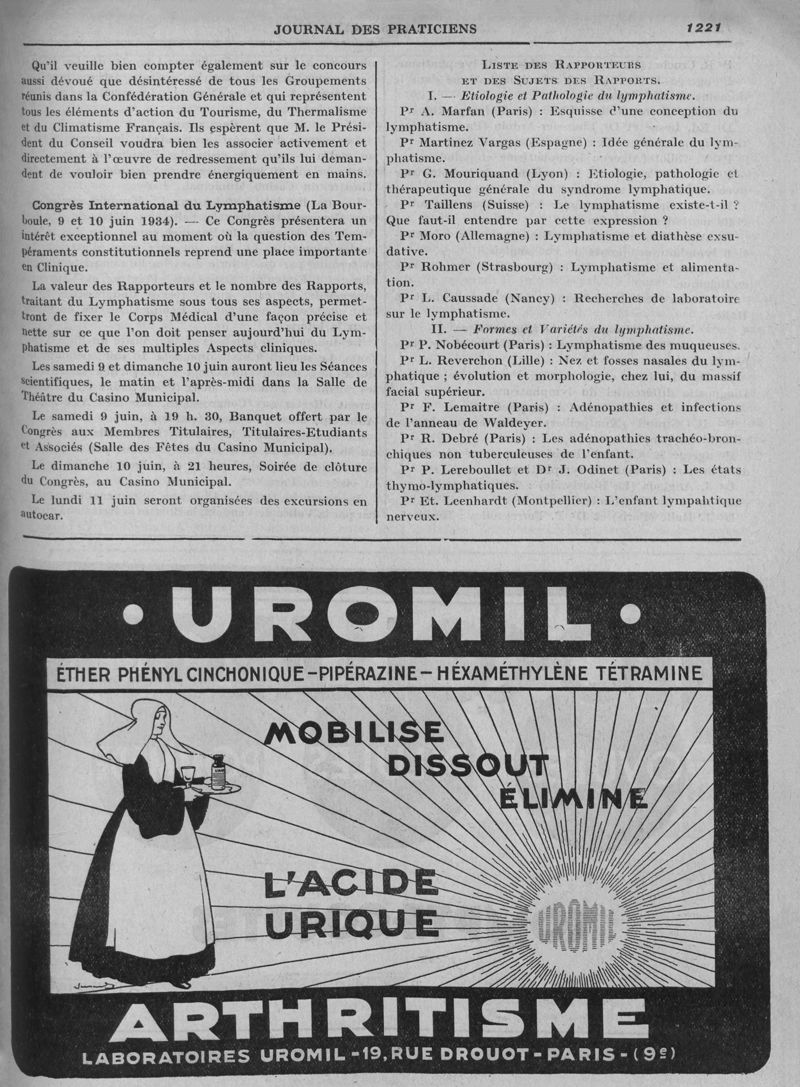 JOURNAL DES PRATICIENS 1221
Qu'il veuille bien compter également sur le concours
aussi dévoué que désintéressé de tous les Groupements
réunis dans la Confédération Générale et qui représentent
tous les éléments d'action du Tourisme, du Thermalisme
et du Climatisme Français. Ils espèrent que M. le Prési-
dent du Conseil voudra bien les associer activement et
directement à l'œuvre de redressement qu'ils lui deman-
dent de vouloir bien prendre énergiquement en mains.
Congrès International du Lymphatisme (La Bour-
boule, 9 et 10 juin 1934). — Ce Congrès présentera un
intérêt exceptionnel au moment où la question des Tem-
péraments constitutionnels reprend une place importante
en Clinique.
La valeur des Rapporteurs et le nombre des Rapports,
traitant du Lymphatisme sous tous ses aspects, permet-
tront de fixer le Corps Médical d'une façon précise et
nette sur ce que l'on doit penser aujourd'hui du Lym-
phatisme et de ses multiples Aspects cliniques.
Les samedi 9 et dimanche 10 juin auront lieu les Séances
scientifiques, le matin et l'après-midi dans la Salle de
Théâtre du Casino Municipal.
Le samedi 9 juin, à 19 h. 30, Banquet offert par le
Congrès aux Membres Titulaires, Titulaires-Etudiants
et Associés (Salle des Fêtes du Casino Municipal).
Le dimanche 10 juin, à 21 heures, Soirée de clôture
du Congrès, au Casino Municipal.
Le lundi 11 juin seront organisées des excursions en
autocar.
LISTE DES RAPPORTEURS
ET DES SUJETS DES RAPPORTS.
I. — Etiologie et Pathologie du lymphatisme.
Pr A. Marfan (Paris) : Esquisse d'une conception du
lymphatisme.
Pr Martinez Vargas (Espagne) : Idée générale du lym-
phatisme.
Pr G. Mouriquand (Lyon) : Etiologie, pathologie et
thérapeutique générale du syndrome lymphatique.
Pr Taillens (Suisse) : Le lymphatisme existe-t-il ?
Que faut-il entendre par cette expression ?
Pr Moro (Allemagne) : Lymphatisme et diathèse exsu-
dative.
Pr Rohmer (Strasbourg) : Lymphatisme et alimenta-
tion.
Pr L. Caussade (Nancy) : Recherches de laboratoire
sur le lymphatisme.
II. — Formes et Variétés du lymphatisme.
Pr P. Nobécourt (Paris) : Lymphatisme des muqueuses.
Pr L. Reverchon (Lille) : Nez et fosses nasales du lym-
phatique ; évolution et morphologie, chez lui, du massif
facial supérieur.
Pr F. Lemaitre (Paris) : Adénopathies et infections
de l'anneau de Waldeyer.
Pr R. Debré (Paris) : Les adénopathies trachéo-bron-
chiques non tuberculeuses de l'enfant.
Pr P. Lereboullet et Dr J. Odinet (Paris) : Les états
thymo-lymphatiques.
Pr Et. Leenhardt (Montpellier) : L'enfant lympahtique
nerveux.
• UROMIL •
ÉTHER PHÉNYL CINCHONIQUE – PIPÉRAZINE – HÉXAMÉTHYLÈNE TÉTRAMINE
MOBILISE
DISSOUT
ÉLIMINE
L'ACIDE
URIQUE
UROMIL
ARTHRITISME
LABORATOIRES UROMIL - 19, RUE DROUOT - PARIS - (9e)